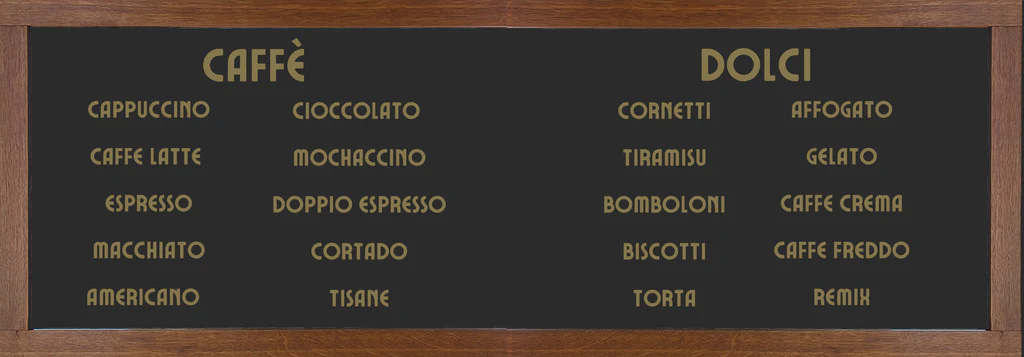 CAFFÈ
CAPPUCCINO
CAFFE LATTE
ESPRESSO
MACCHIATO
AMERICANO
CIOCCOLATO
MOCHACCINO
DOPPIO ESPRESSO
CORTADO
TISANE
DOLCI
CORNETTI
TIRAMISU
BOMBOLONI
BISCOTTI
TORTA
AFFOGATO
GELATO
CAFFE CREMA
CAFFE FREDDO
REMIX